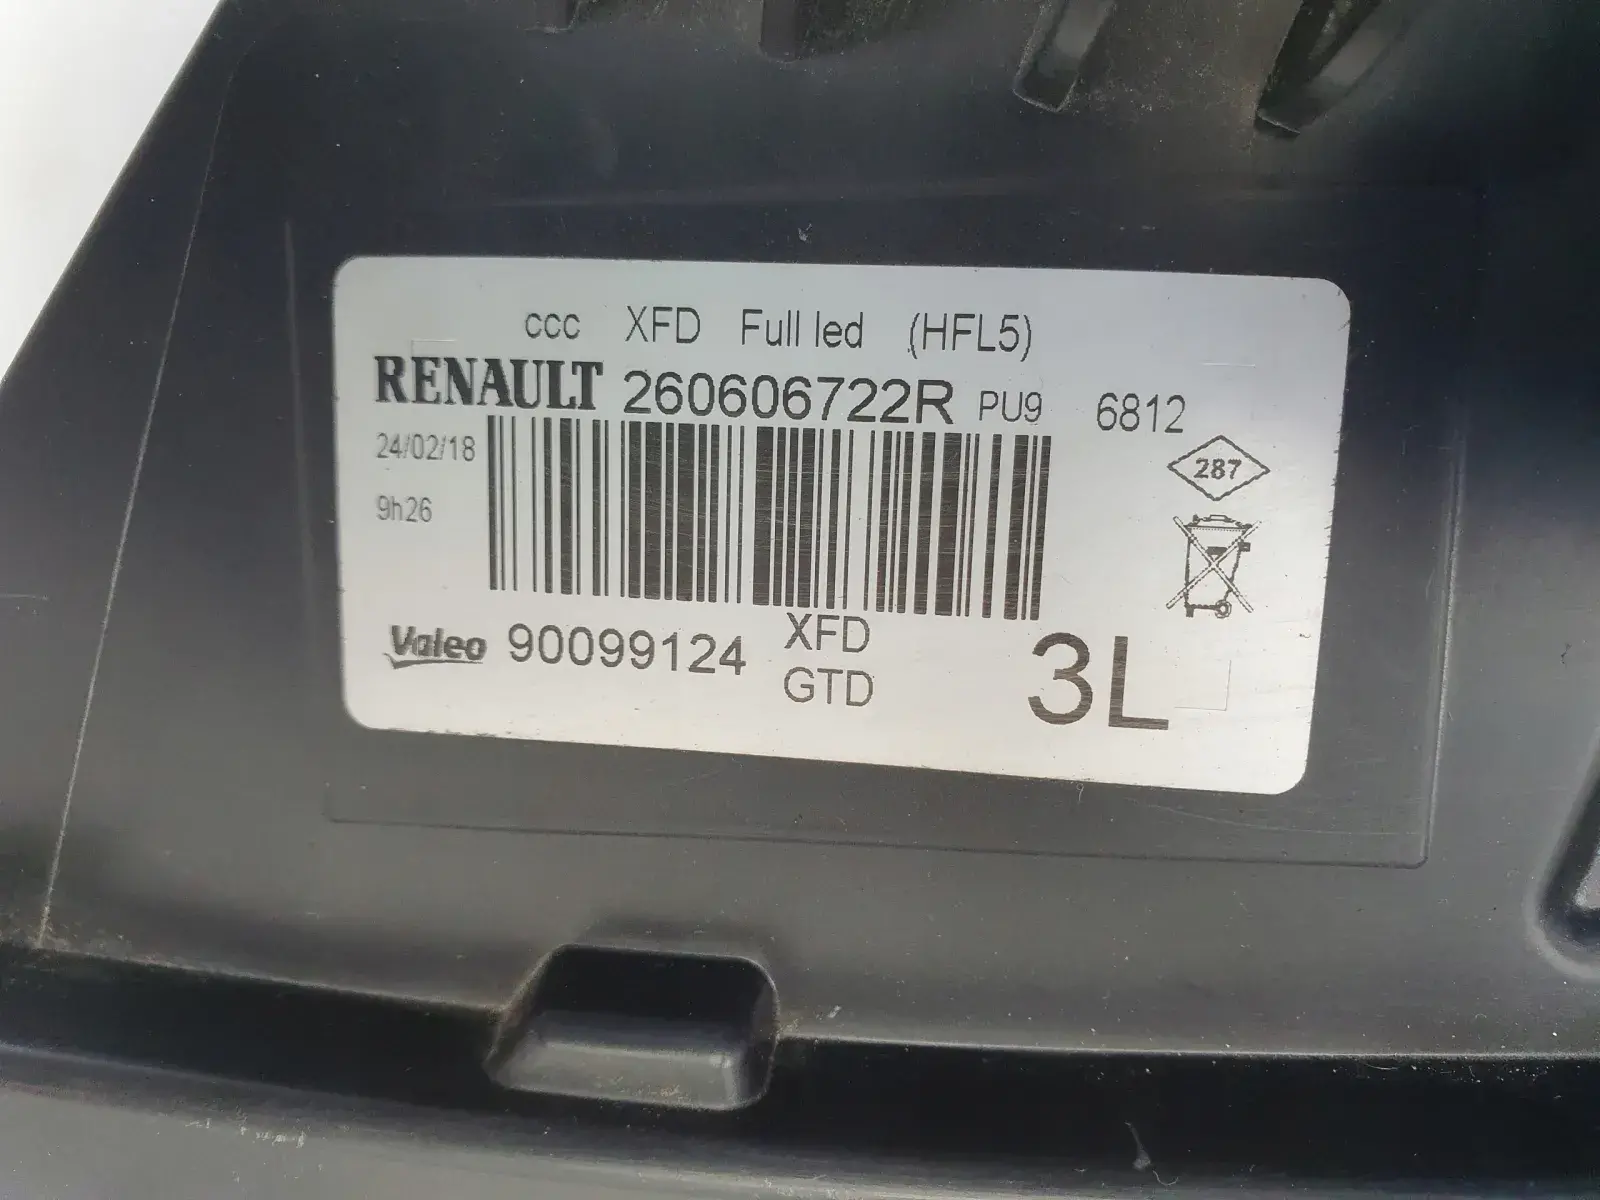 ccc XFD Full led (HFL5)
RENAULT 260606722R PU9 6812
24/02/18
287
9h26
Valeo 90099124 XFD
GTD
3L